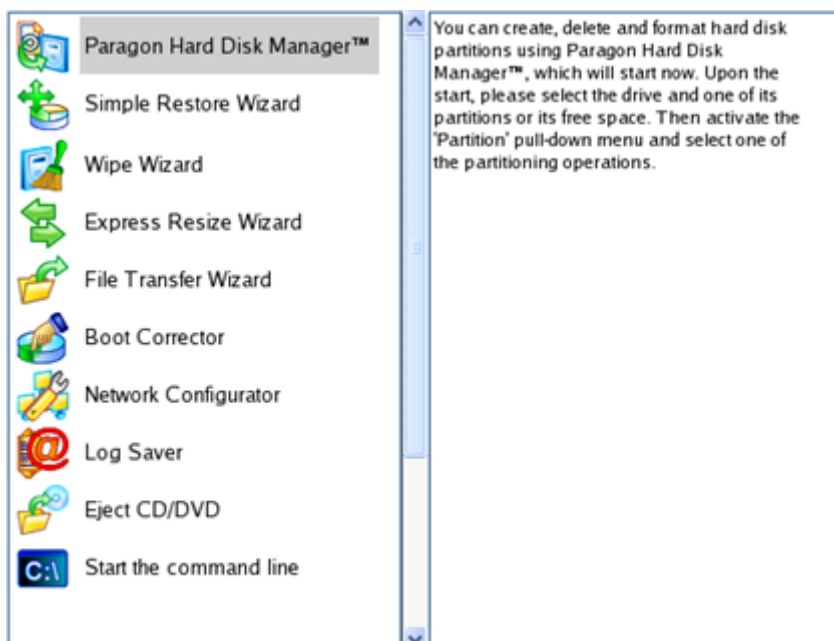 Paragon Hard Disk Manager™
Simple Restore Wizard
Wipe Wizard
Express Resize Wizard
File Transfer Wizard
Boot Corrector
Network Configurator
Log Saver
Eject CD/DVD
C:\
Start the command line
You can create, delete and format hard disk
partitions using Paragon Hard Disk
Manager™, which will start now. Upon the
start, please select the drive and one of its
partitions or its free space. Then activate the
'Partition' pull-down menu and select one of
the partitioning operations.